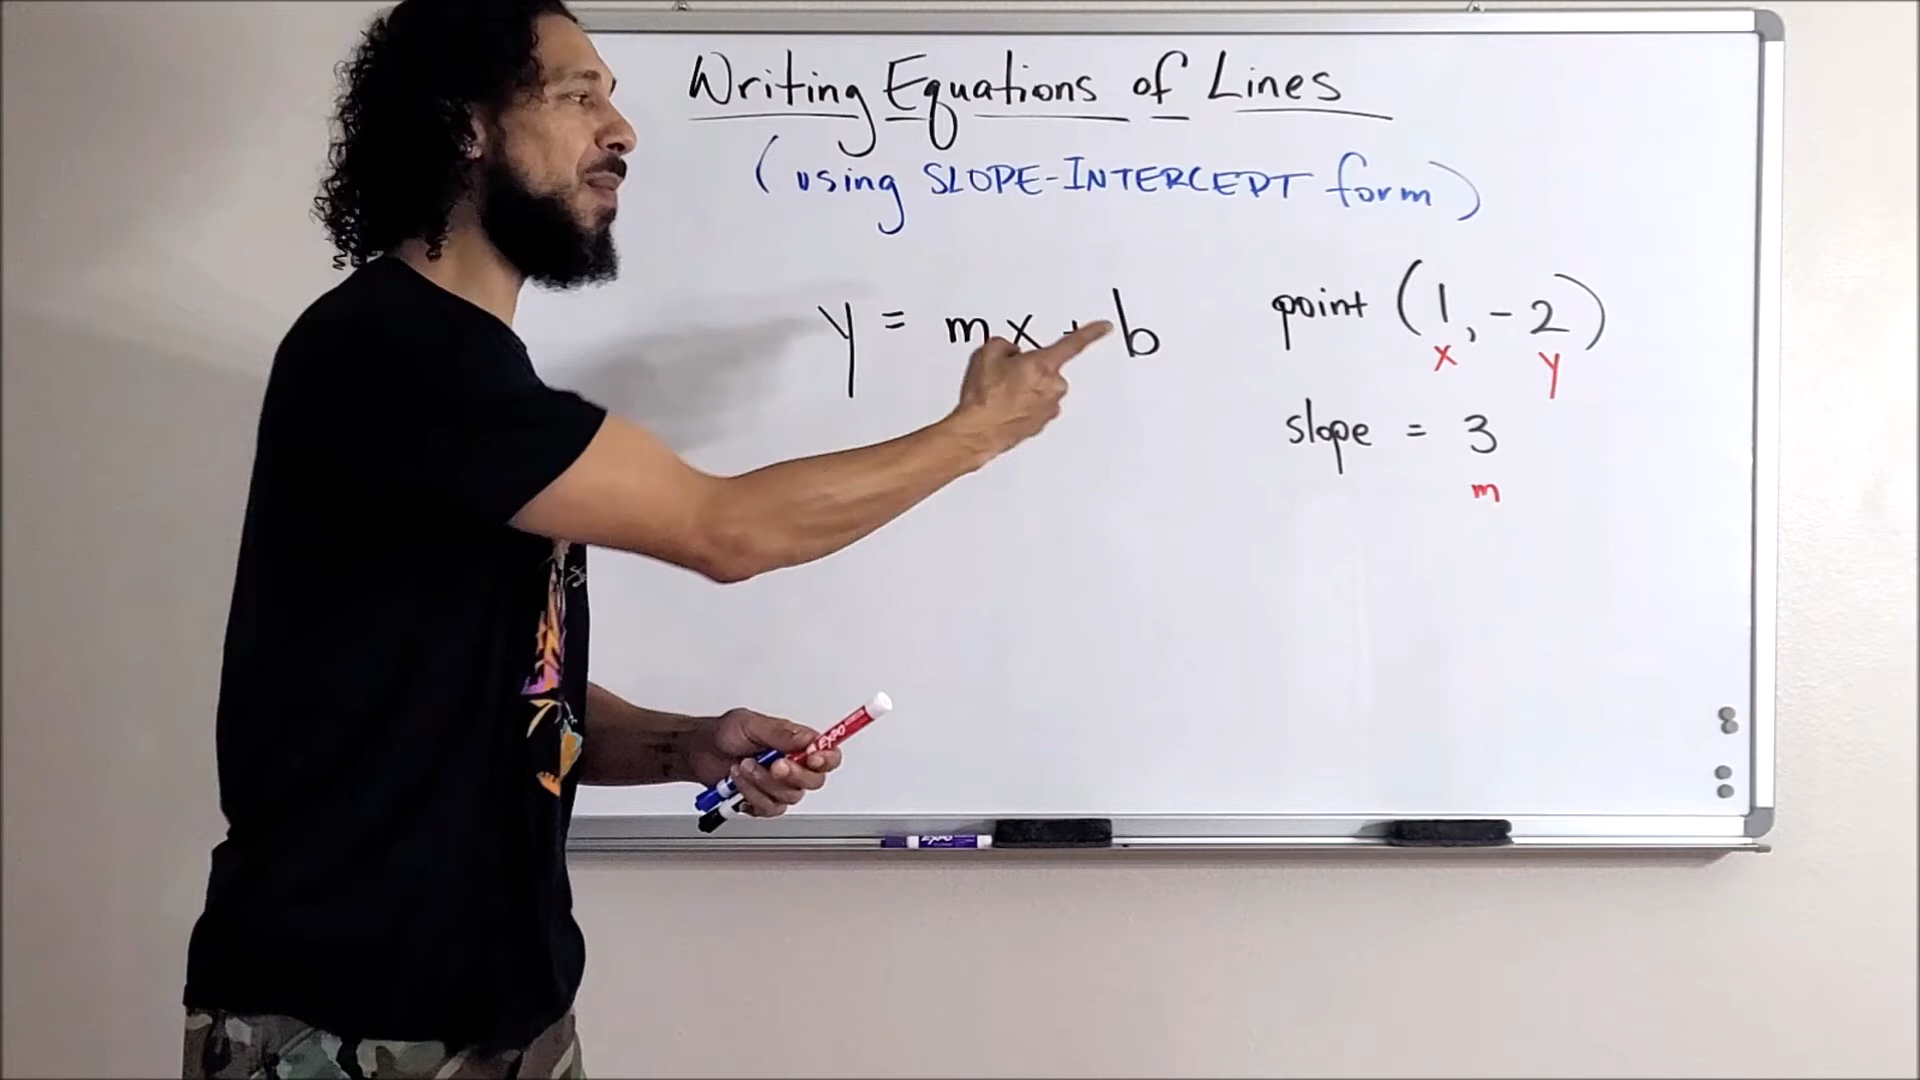 Writing Equations of Lines
(using SLOPE-INTERCEPT form)
y = mx + b
point (1, -2)
x y
slope = 3
m
EXPO
EXPO